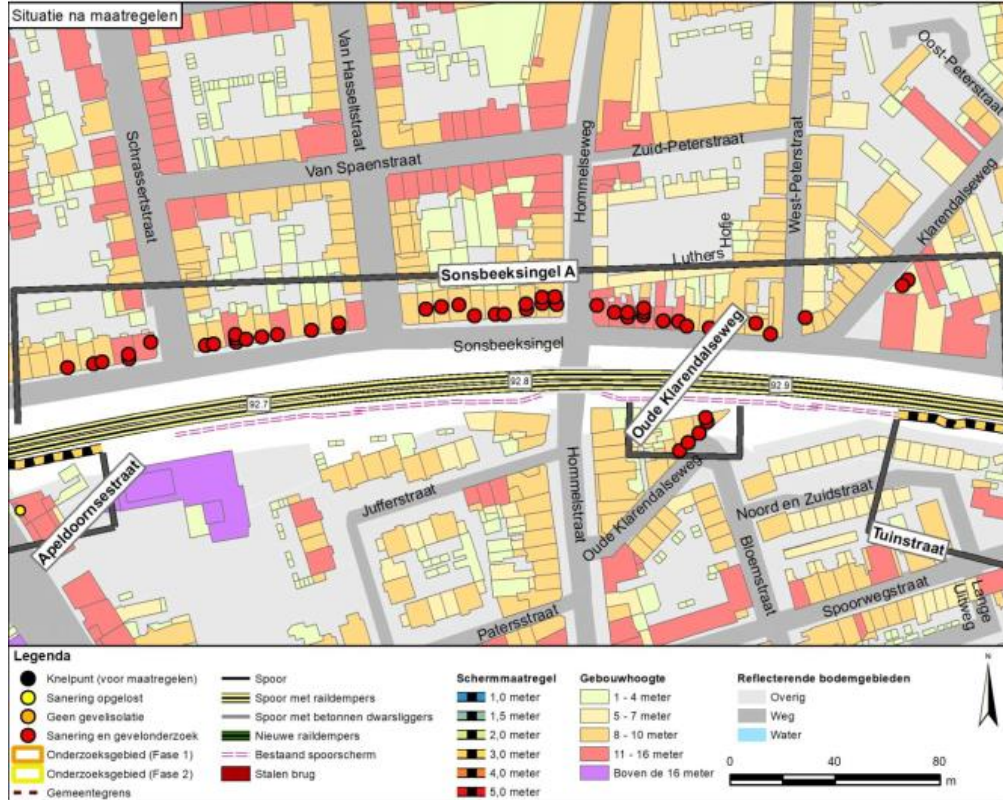 Situatie na maatregelen
Van Hasseltstraat
Oost-Peterstraat
Schrassertstraat
Van Spaenstraat
Hommelseweg
Zuid-Peterstraat
West-Peterstraat
Klarendalseweg
Luthers
Hofje
Sonsbeeksingel A
Sonsbeeksingel
Oude Klarendalseweg
92.7
92.8
92.9
Apeldoornsestraat
Jufferstraat
Hommelstraat
Oude Klarendalseweg
Noord en Zuidstraat
Bloemstraat
Tuinstraat
Patersstraat
Spoorwegstraat
Lange
Uitweg
Legenda
Knelpunt (voor maatregelen)
Sanering opgelost
Geen gevelisolatie
Sanering en gevelonderzoek
Onderzoeksgebied (Fase 1)
Onderzoeksgebied (Fase 2)
Gemeentegrens
Spoor
Spoor met raildempers
Spoor met betonnen dwarsliggers
Nieuwe raildempers
Bestaand spoorscherm
Stalen brug
Schermmaatregel
1,0 meter
1,5 meter
2,0 meter
3,0 meter
4,0 meter
5,0 meter
Gebouwhoogte
1 - 4 meter
5 - 7 meter
8 - 10 meter
11 - 16 meter
Boven de 16 meter
Reflecterende bodemgebieden
Overig
Weg
Water
N
0 40 80
m